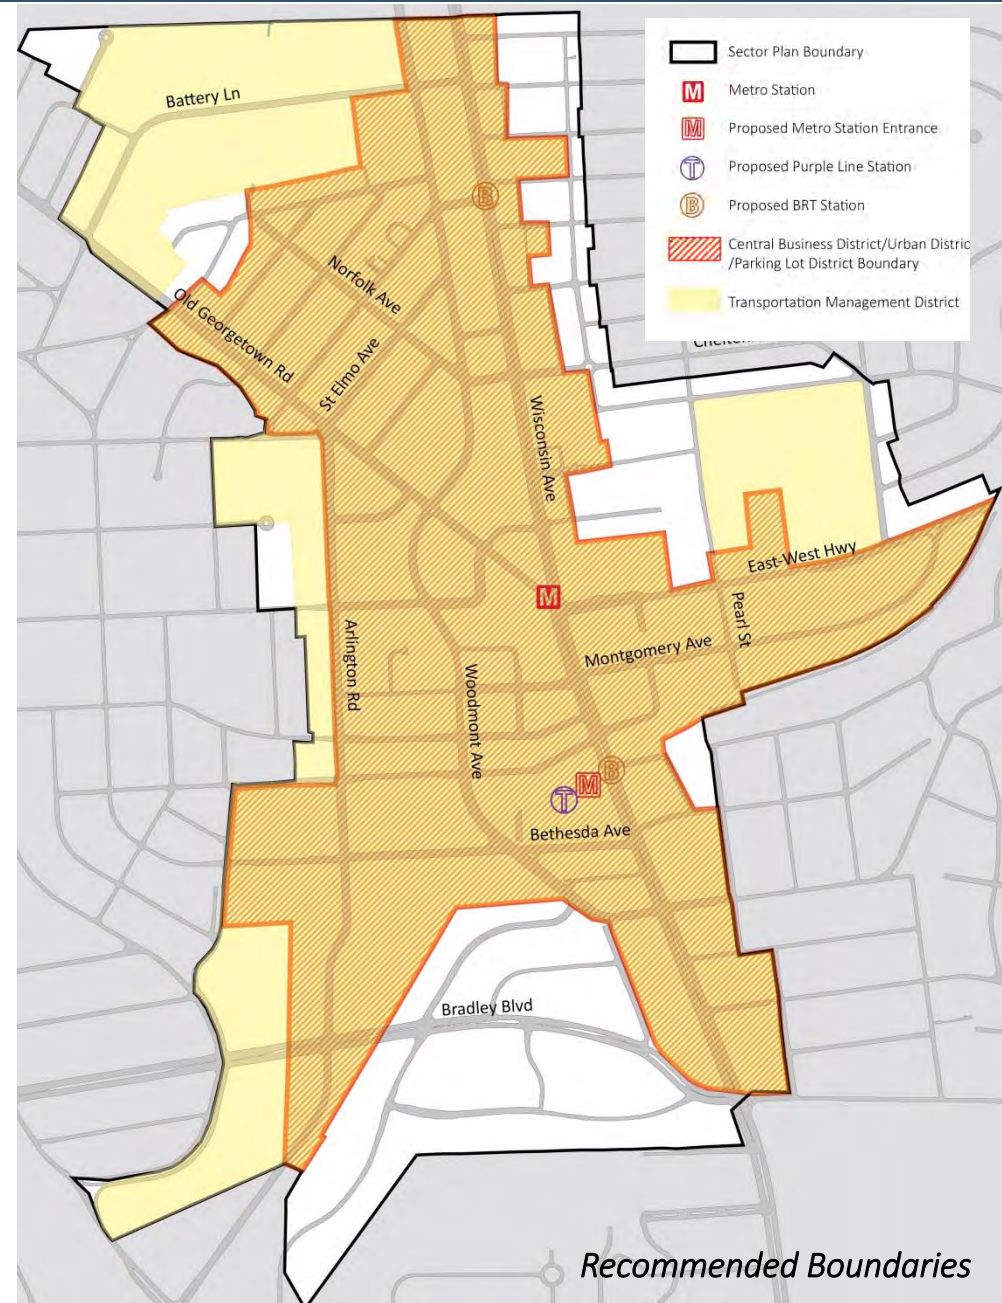 Sector Plan Boundary
M Metro Station
M Proposed Metro Station Entrance
T Proposed Purple Line Station
B Proposed BRT Station
Central Business District/Urban Distric
/Parking Lot District Boundary
Transportation Management District
Battery Ln
B
Norfolk Ave
Old Georgetown Rd
St Elmo Ave
Wisconsin Ave
East-West Hwy
M
Pearl St
Arlington Rd
Montgomery Ave
Woodmont Ave
B
M
T
Bethesda Ave
Bradley Blvd
Recommended Boundaries